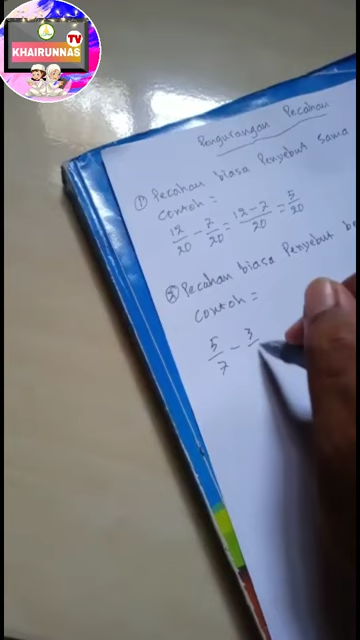 KHAIRUNNAS
TV
Pengurangan Pecahan
① Pecahan biasa Penyebut sama
Contoh =
12/20 - 7/20 = 12-7/20 = 5/20
② Pecahan biasa Penyebut be
Contoh =
5/7 - 3/